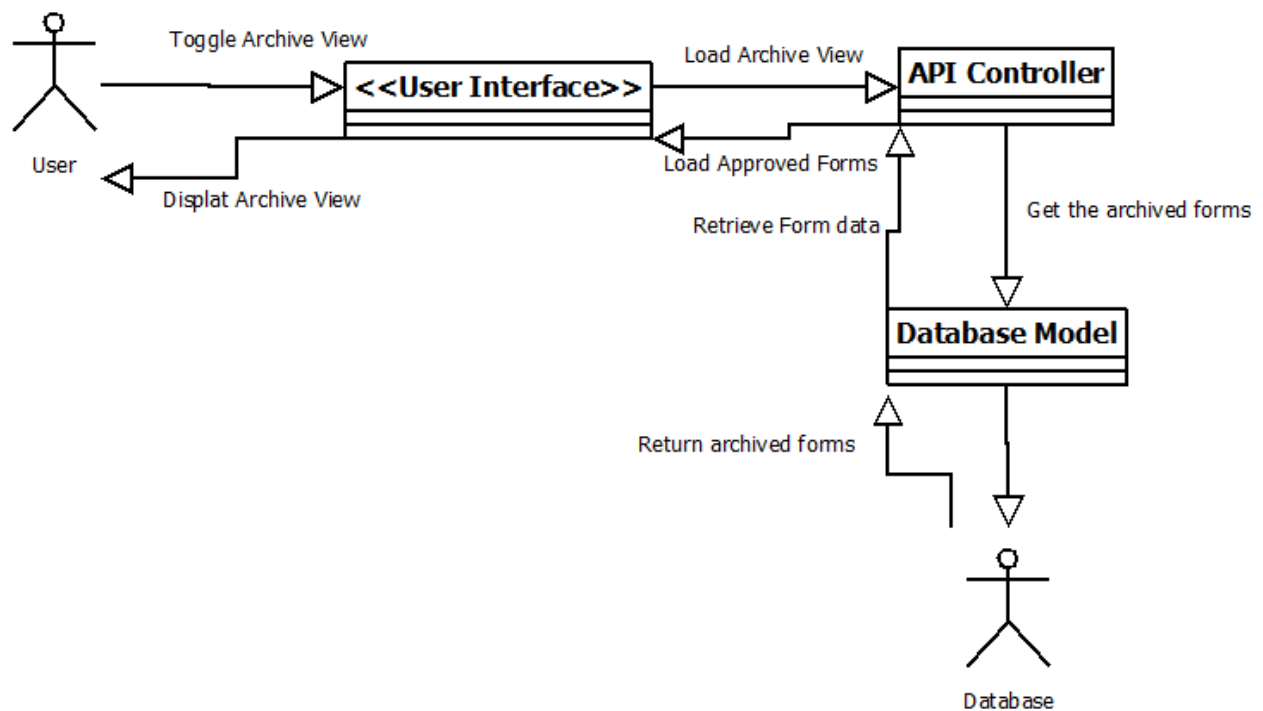 Toggle Archive View
Load Archive View
<<User Interface>>
API Controller
User
Displat Archive View
Load Approved Forms
Retrieve Form data
Get the archived forms
Database Model
Return archived forms
Database